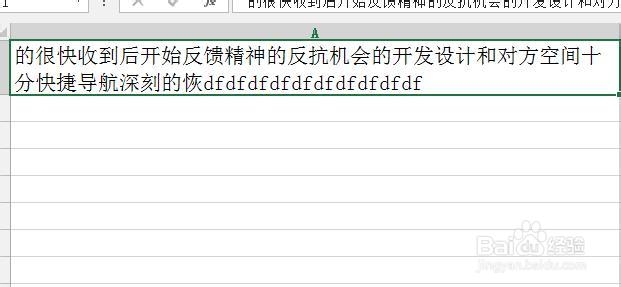 1
的很快收到后开始反馈精神的反抗机会的开发设计和对方
A
的很快收到后开始反馈精神的反抗机会的开发设计和对方空间十
分快捷导航深刻的恢dfdfdfdfdfdfdfdfdfdf
Baidu 经验
jingyan.baidu.com